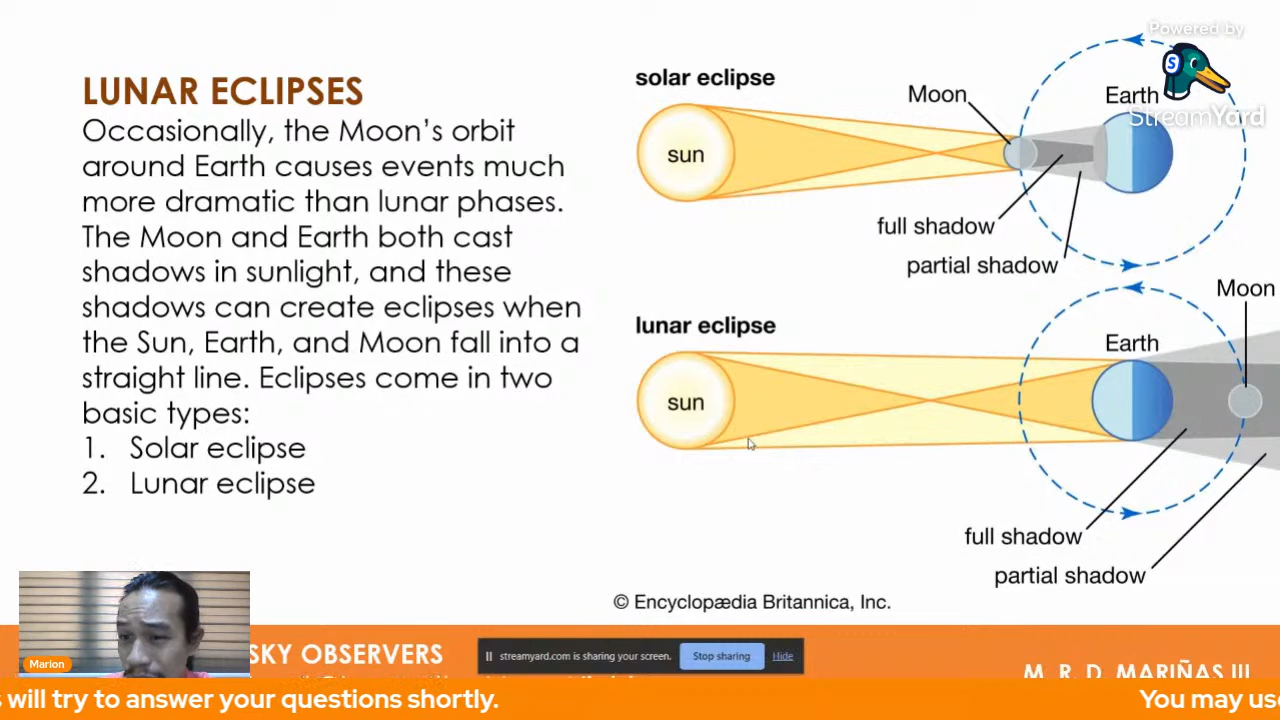 LUNAR ECLIPSES
Occasionally, the Moon’s orbit
around Earth causes events much
more dramatic than lunar phases.
The Moon and Earth both cast
shadows in sunlight, and these
shadows can create eclipses when
the Sun, Earth, and Moon fall into a
straight line. Eclipses come in two
basic types:
1. Solar eclipse
2. Lunar eclipse
Powered by
StreamYard
solar eclipse
Moon
Earth
sun
full shadow
partial shadow
Moon
lunar eclipse
Earth
sun
full shadow
partial shadow
© Encyclopædia Britannica, Inc.
Marion
SKY OBSERVERS
streamyard.com is sharing your screen.
Stop sharing
Hide
M. R. D. MARIÑAS III
will try to answer your questions shortly.
You may use